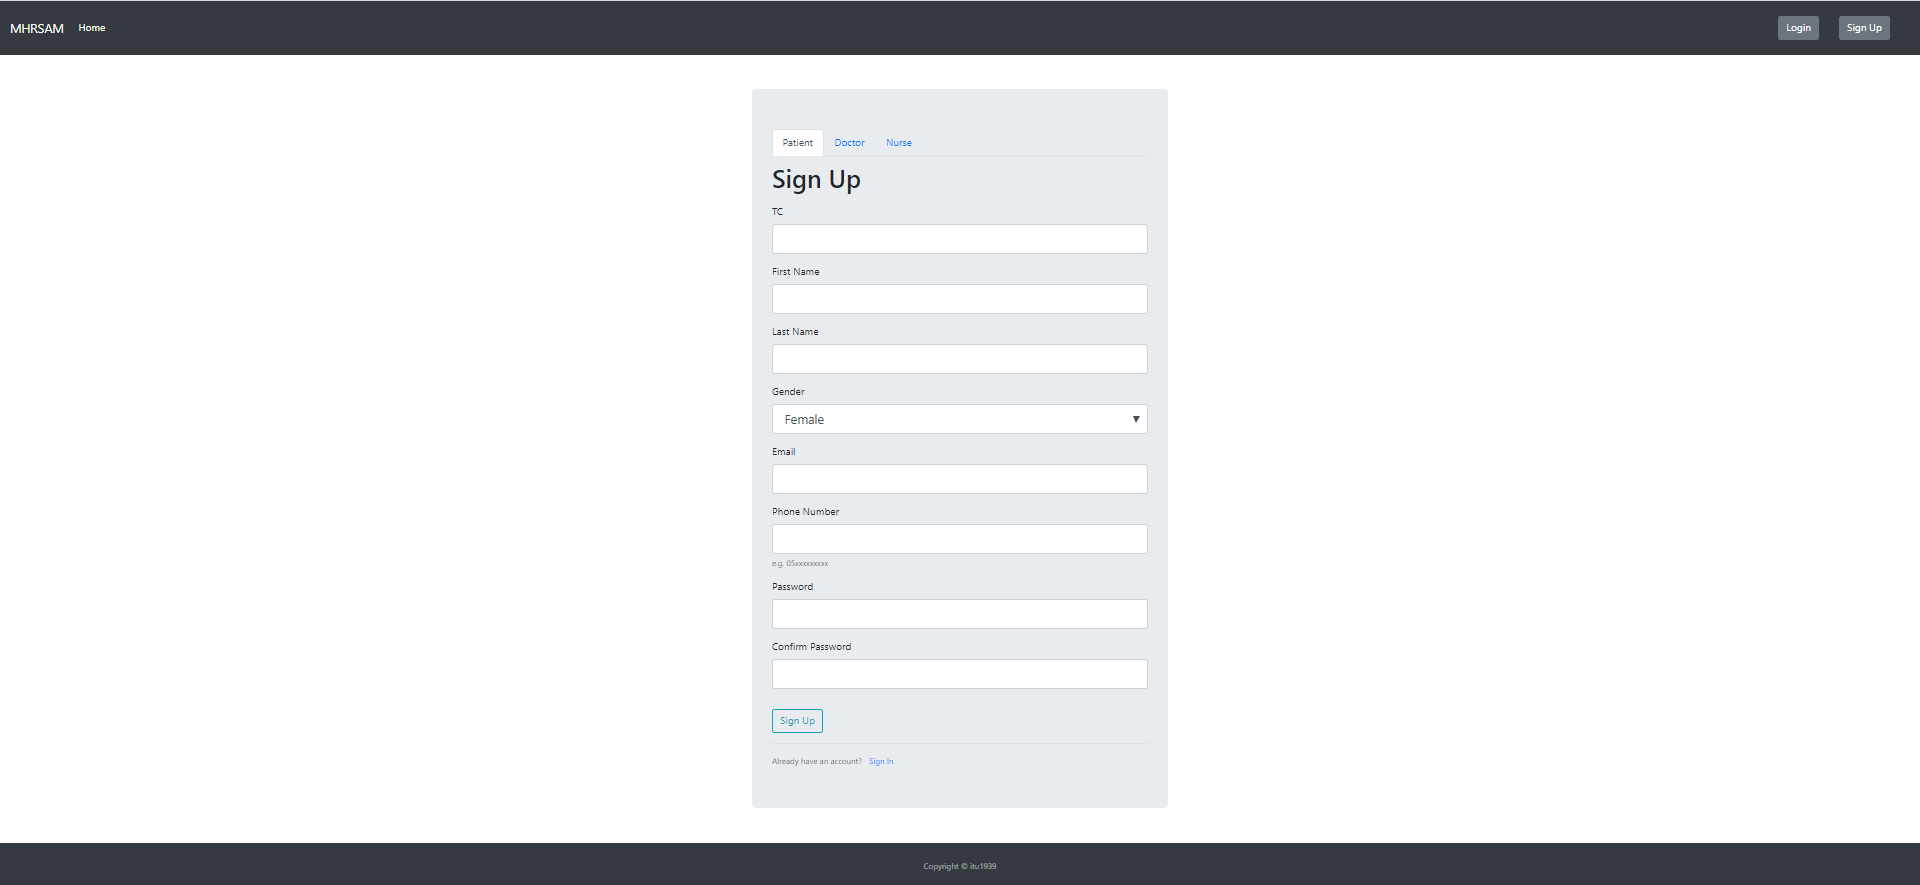 MHRSAM Home Login Sign Up
Patient Doctor Nurse
Sign Up
TC
First Name
Last Name
Gender
Female
Email
Phone Number
e.g. 05xxxxxxxxx
Password
Confirm Password
Sign Up
Already have an account? Sign In
Copyright © itu1939